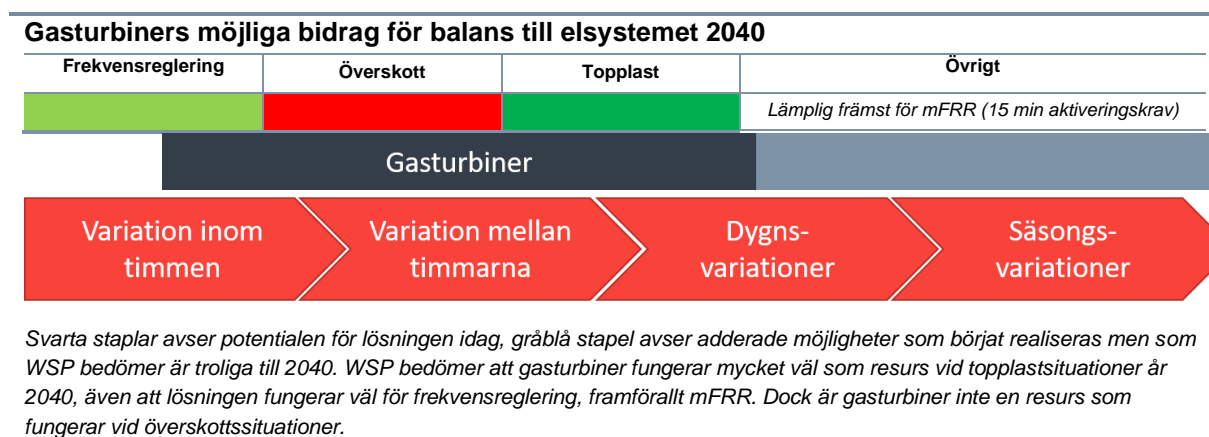 Gasturbiners möjliga bidrag för balans till elsystemet 2040
Frekvensreglering Överskott Topplast Övrigt
Lämplig främst för mFRR (15 min aktiveringskrav)
Gasturbiner
Variation inom timmen
Variation mellan timmarna
Dygns-
variationer
Säsongs-
variationer
Svarta staplar avser potentialen för lösningen idag, gråblå stapel avser adderade möjligheter som börjat realiseras men som
WSP bedömer är troliga till 2040. WSP bedömer att gasturbiner fungerar mycket väl som resurs vid topplastsituationer år
2040, även att lösningen fungerar väl för frekvensreglering, framförallt mFRR. Dock är gasturbiner inte en resurs som
fungerar vid överskottssituationer.